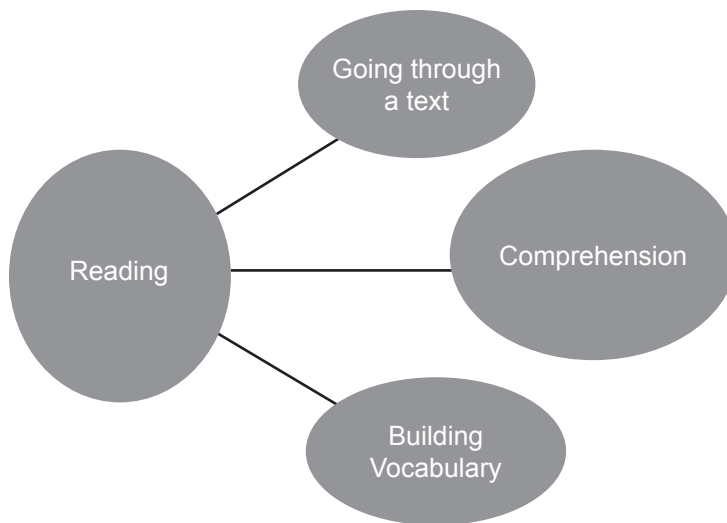 Going through
a text
Reading
Comprehension
Building
Vocabulary